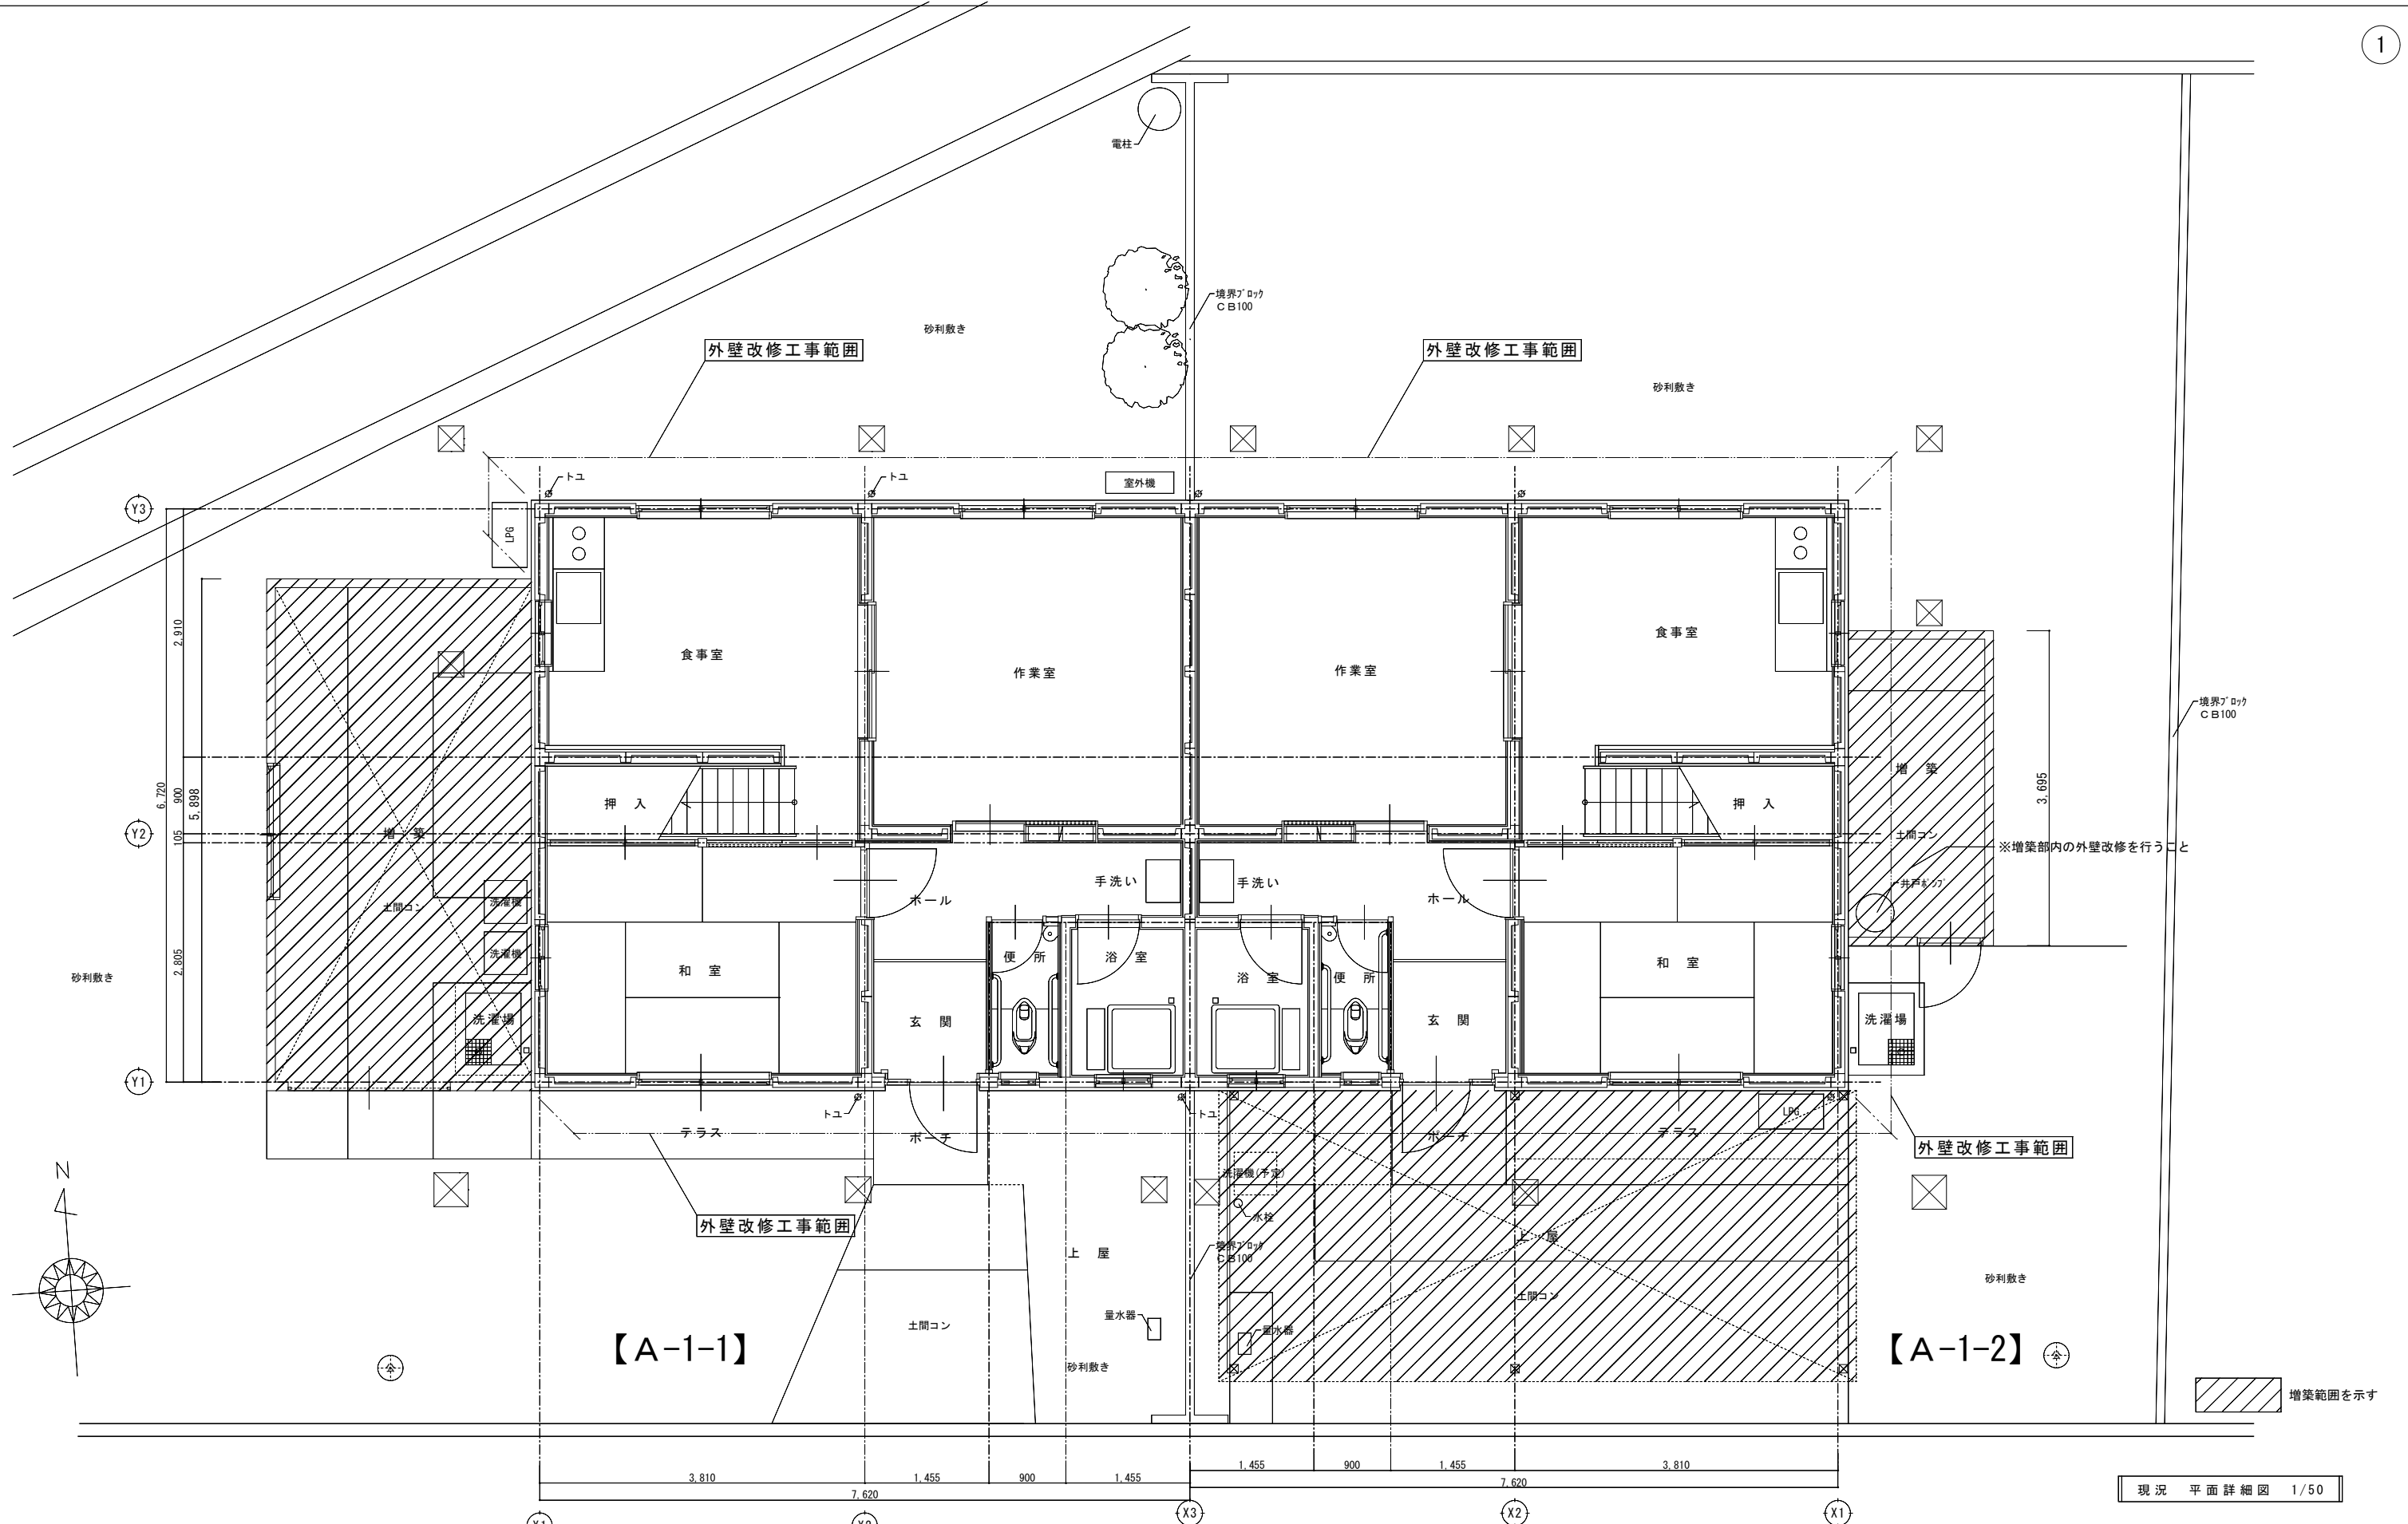 1
電柱
境界ﾌﾞﾛｯｸ
ＣＢ100
砂利敷き
外壁改修工事範囲
外壁改修工事範囲
砂利敷き
トユ
トユ
室外機
LPG
Y3
食事室
作業室
作業室
食事室
2,910
境界ﾌﾞﾛｯｸ
ＣＢ100
増 築
3,695
6,720
900
5,898
押 入
押 入
Y2
増 築
105
土間コン
※増築部内の外壁改修を行うこと
手洗い
手洗い
井戸ﾎﾟﾝﾌﾟ
洗濯機
土間コン
ホール
ホール
洗濯機
便 所
浴 室
浴 室
便 所
和 室
和 室
砂利敷き
2,805
洗濯場
玄 関
玄 関
洗濯場
Y1
トユ
トユ
LPG
テラス
ポーチ
ポーチ
テラス
外壁改修工事範囲
N
洗濯機(予定)
水栓
外壁改修工事範囲
上 屋
境界ﾌﾞﾛｯｸ
ＣＢ100
上 屋
砂利敷き
土間コン
量水器
土間コン
量水器
【Ａ-1-1】
【Ａ-1-2】
砂利敷き
増築範囲を示す
3,810
1,455
900
1,455
1,455
900
1,455
3,810
7,620
7,620
現況 平面詳細図 1/50
X3
X2
X1